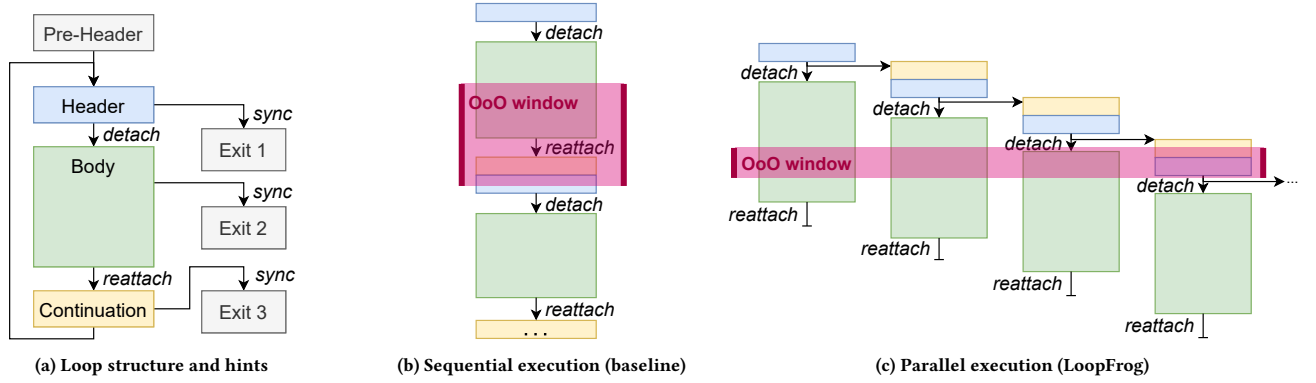 Pre-Header
Header
sync
detach
Exit 1
Body
sync
Exit 2
reattach
sync
Continuation
Exit 3
(a) Loop structure and hints
detach
OoO window
reattach
detach
reattach
...
(b) Sequential execution (baseline)
detach
detach
detach
OoO window
detach
...
reattach
reattach
reattach
reattach
(c) Parallel execution (LoopFrog)